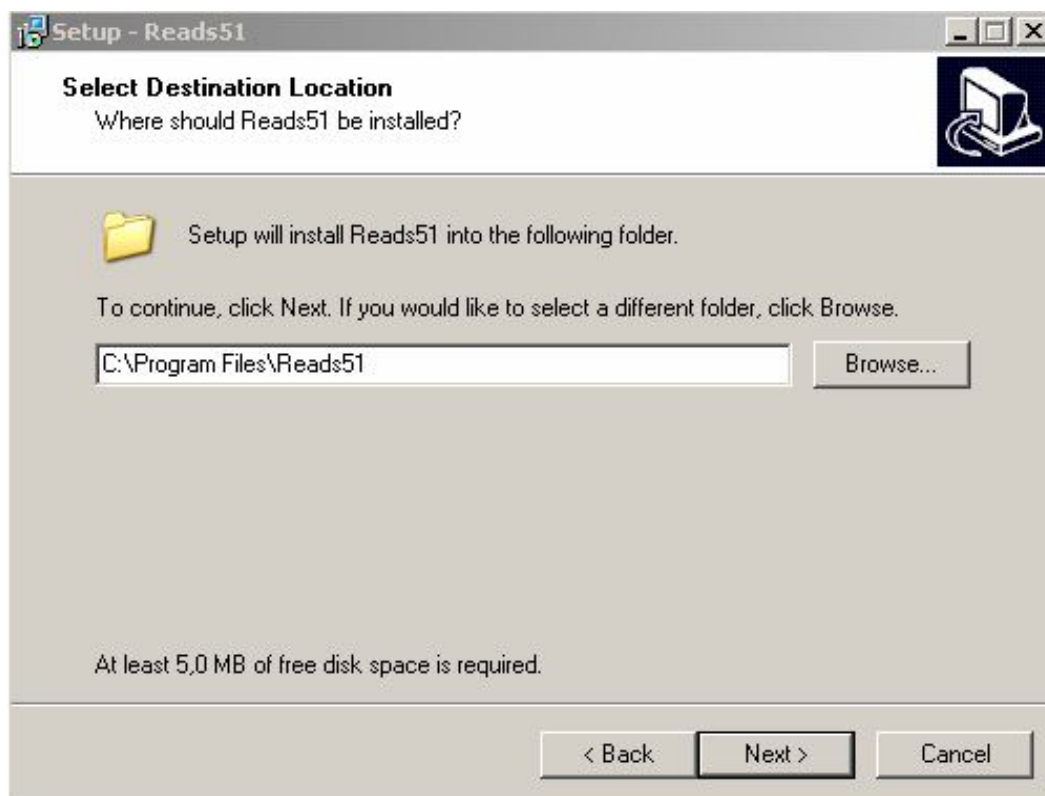 Setup - Reads51
Select Destination Location
Where should Reads51 be installed?
Setup will install Reads51 into the following folder.
To continue, click Next. If you would like to select a different folder, click Browse.
C:\Program Files\Reads51
Browse...
At least 5,0 MB of free disk space is required.
< Back
Next >
Cancel